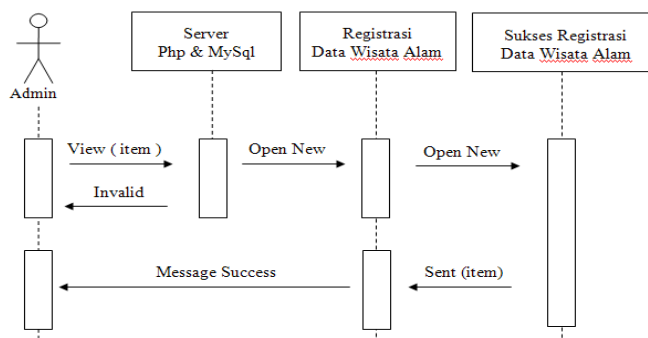 Server
Php & MySql
Registrasi
Data Wisata Alam
Sukses Registrasi
Data Wisata Alam
Admin
View ( item )
Open New
Open New
Invalid
Message Success
Sent (item)